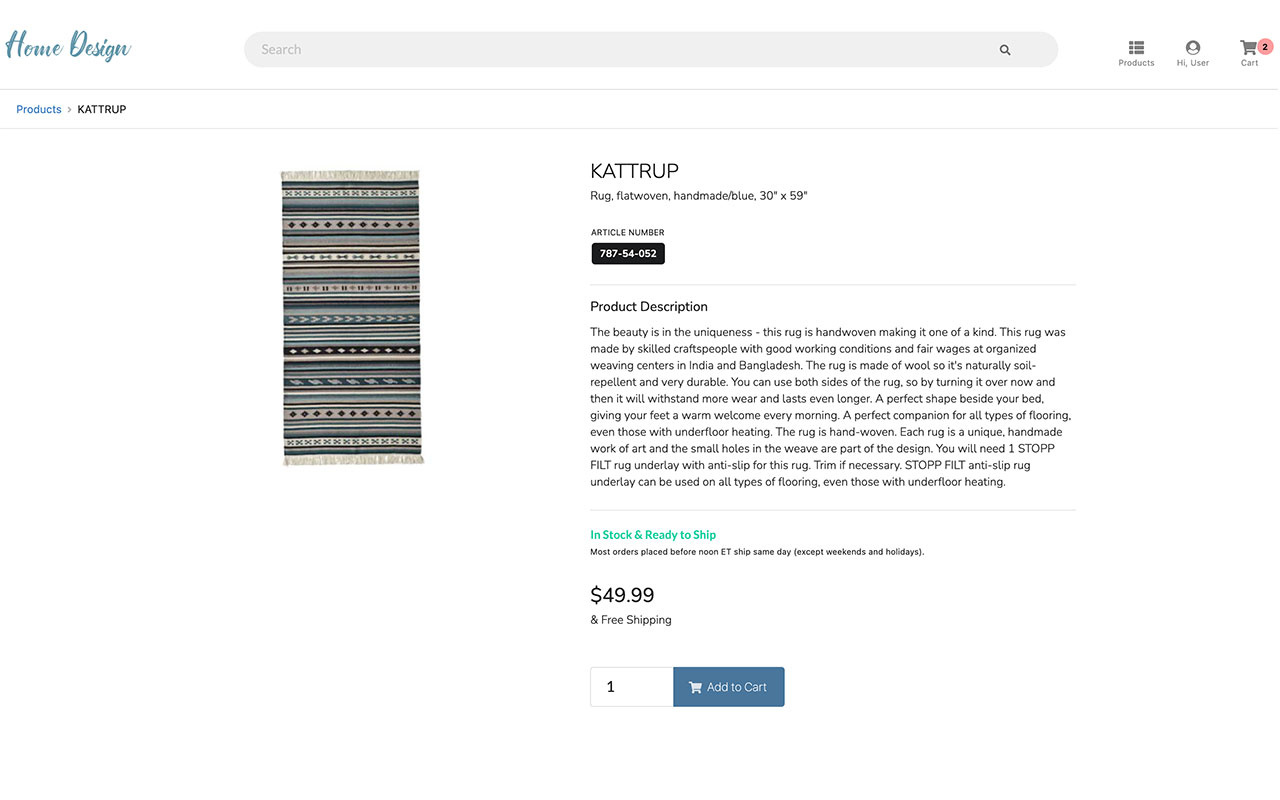 Home Design
Search
Products
Hi, User
Cart
2
Products › KATTRUP
KATTRUP
Rug, flatwoven, handmade/blue, 30" x 59"
ARTICLE NUMBER
787-54-052
Product Description
The beauty is in the uniqueness - this rug is handwoven making it one of a kind. This rug was
made by skilled craftspeople with good working conditions and fair wages at organized
weaving centers in India and Bangladesh. The rug is made of wool so it's naturally soil-
repellent and very durable. You can use both sides of the rug, so by turning it over now and
then it will withstand more wear and lasts even longer. A perfect shape beside your bed,
giving your feet a warm welcome every morning. A perfect companion for all types of flooring,
even those with underfloor heating. The rug is hand-woven. Each rug is a unique, handmade
work of art and the small holes in the weave are part of the design. You will need 1 STOPP
FILT rug underlay with anti-slip for this rug. Trim if necessary. STOPP FILT anti-slip rug
underlay can be used on all types of flooring, even those with underfloor heating.
In Stock & Ready to Ship
Most orders placed before noon ET ship same day (except weekends and holidays).
$49.99
& Free Shipping
1
Add to Cart